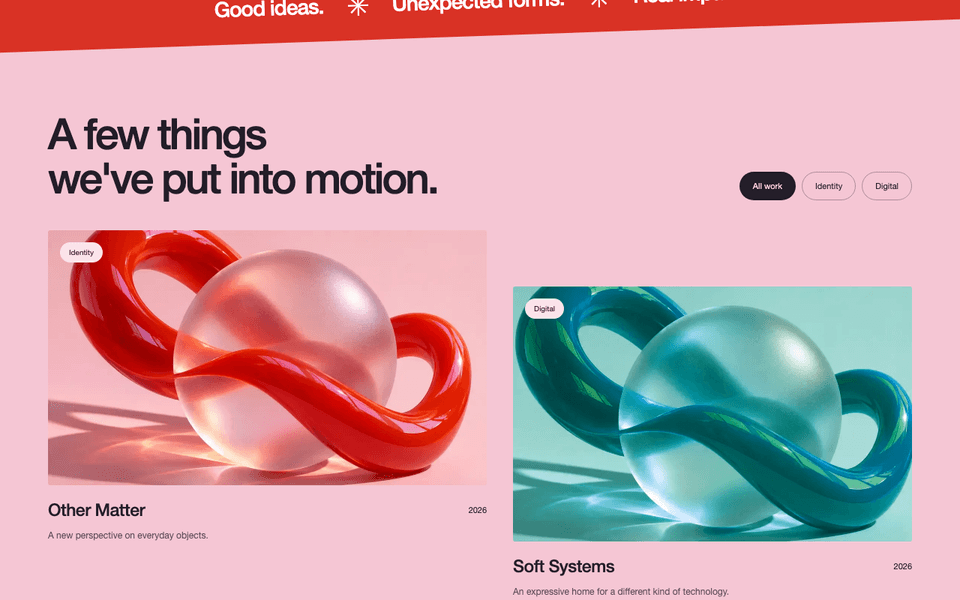 Good ideas. ✳ Unexpected forms. ✳
A few things
we've put into motion.
All work
Identity
Digital
Identity
Other Matter
2026
A new perspective on everyday objects.
Digital
Soft Systems
2026
An expressive home for a different kind of technology.